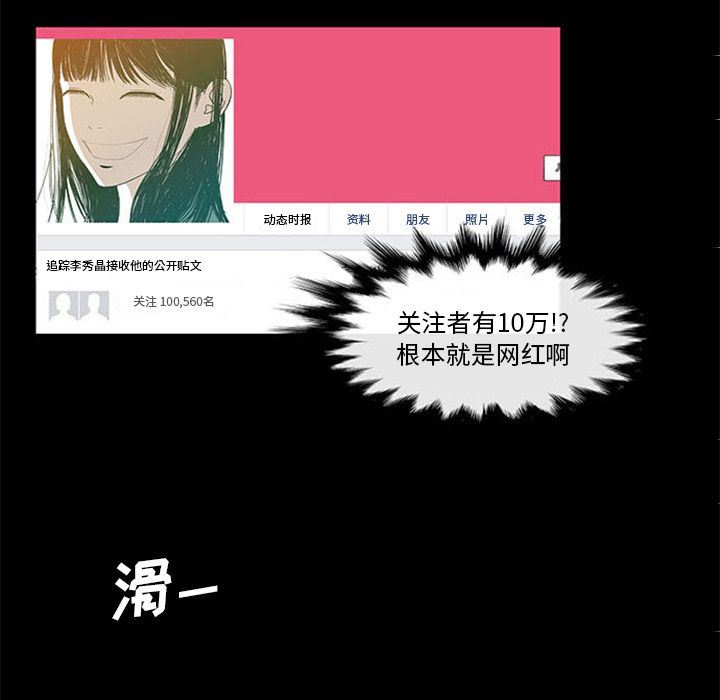 动态时报 资料 朋友 照片 更多
追踪李秀晶接收他的公开贴文
关注 100,560名
关注者有10万!?
根本就是网红啊
滑一